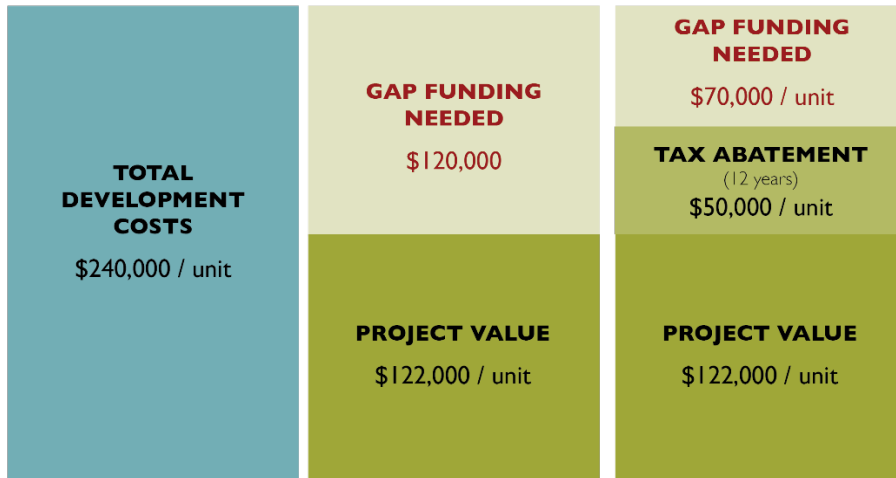 TOTAL
DEVELOPMENT
COSTS
$240,000 / unit
GAP FUNDING
NEEDED
$120,000
PROJECT VALUE
$122,000 / unit
GAP FUNDING
NEEDED
$70,000 / unit
TAX ABATEMENT
(12 years)
$50,000 / unit
PROJECT VALUE
$122,000 / unit